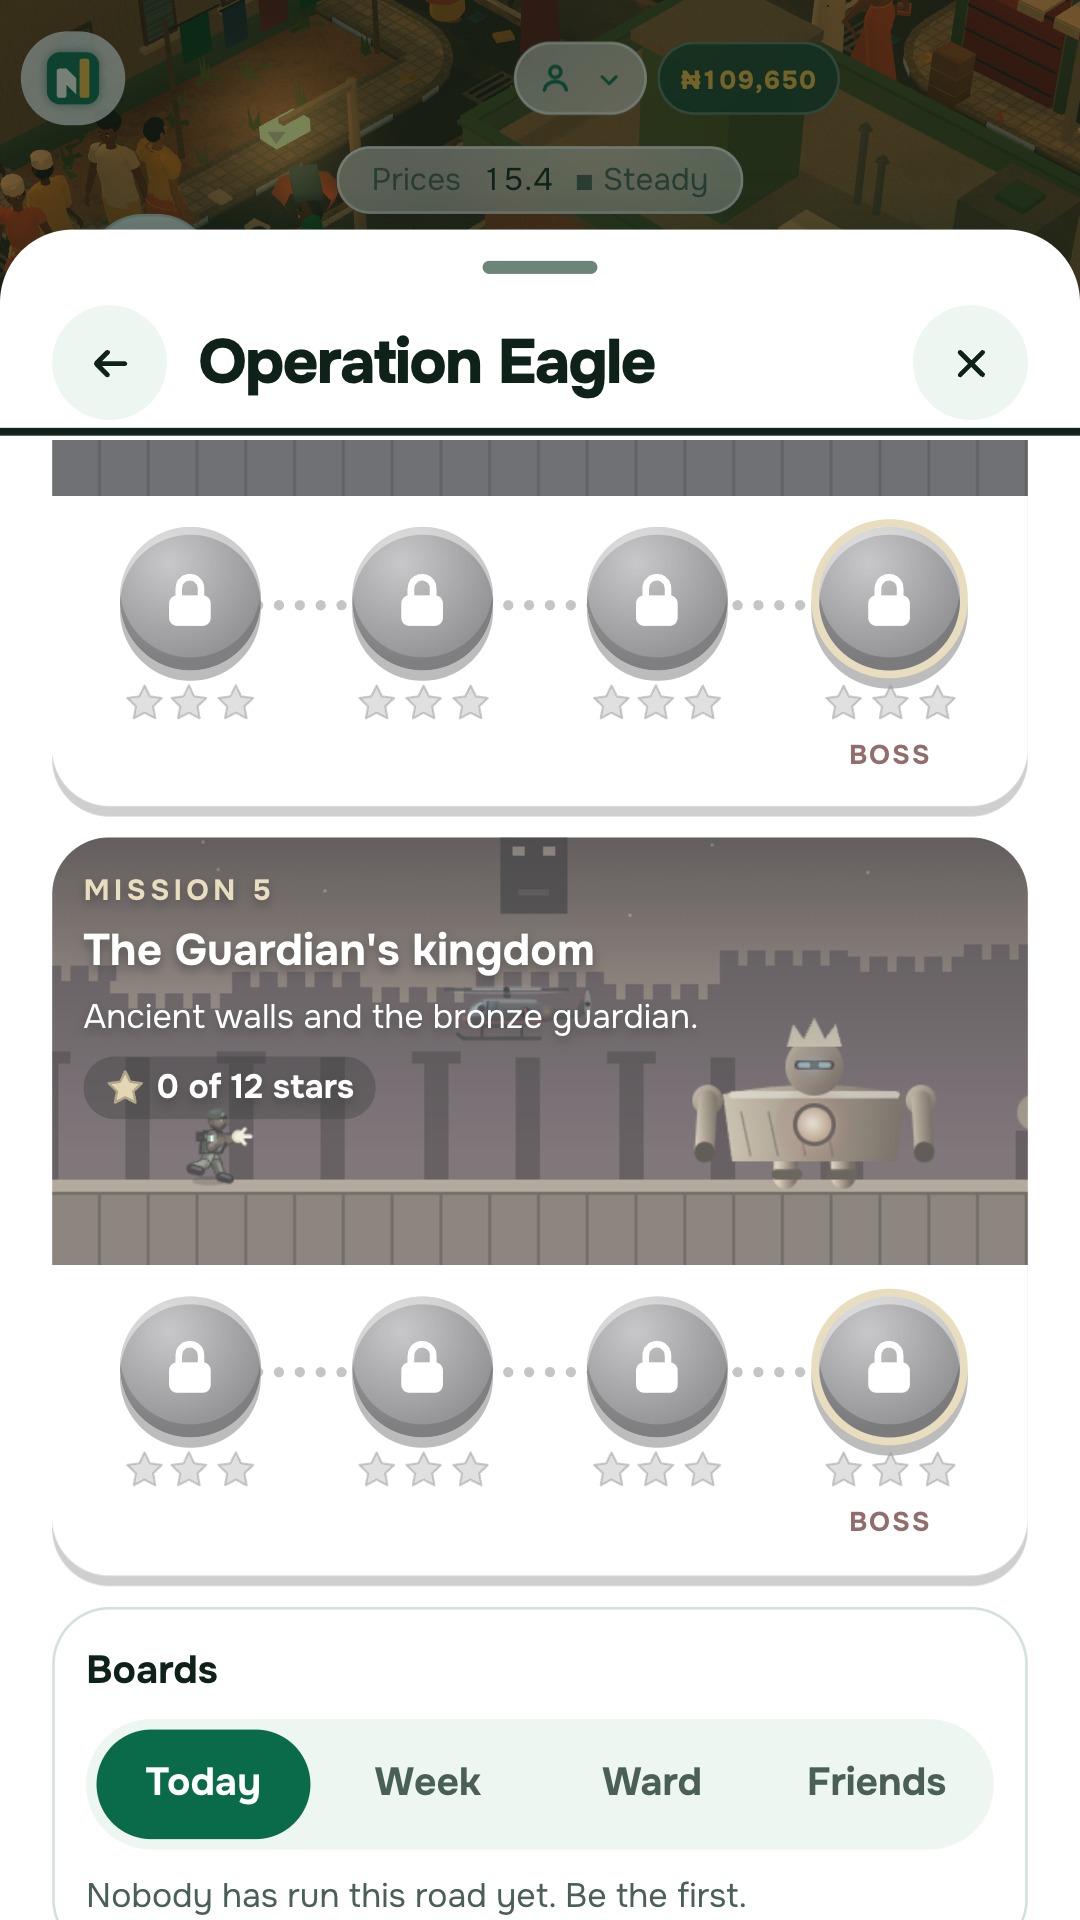 ₦109,650
Prices 15.4 ■ Steady
Operation Eagle
BOSS
MISSION 5
The Guardian's kingdom
Ancient walls and the bronze guardian.
0 of 12 stars
BOSS
Boards
Today Week Ward Friends
Nobody has run this road yet. Be the first.